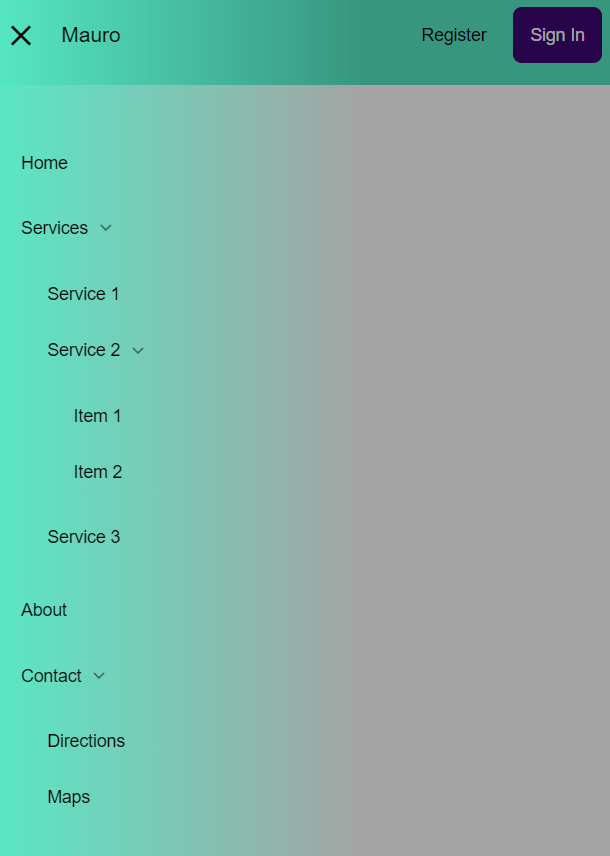 Mauro Register Sign In
Home
Services
Service 1
Service 2
Item 1
Item 2
Service 3
About
Contact
Directions
Maps